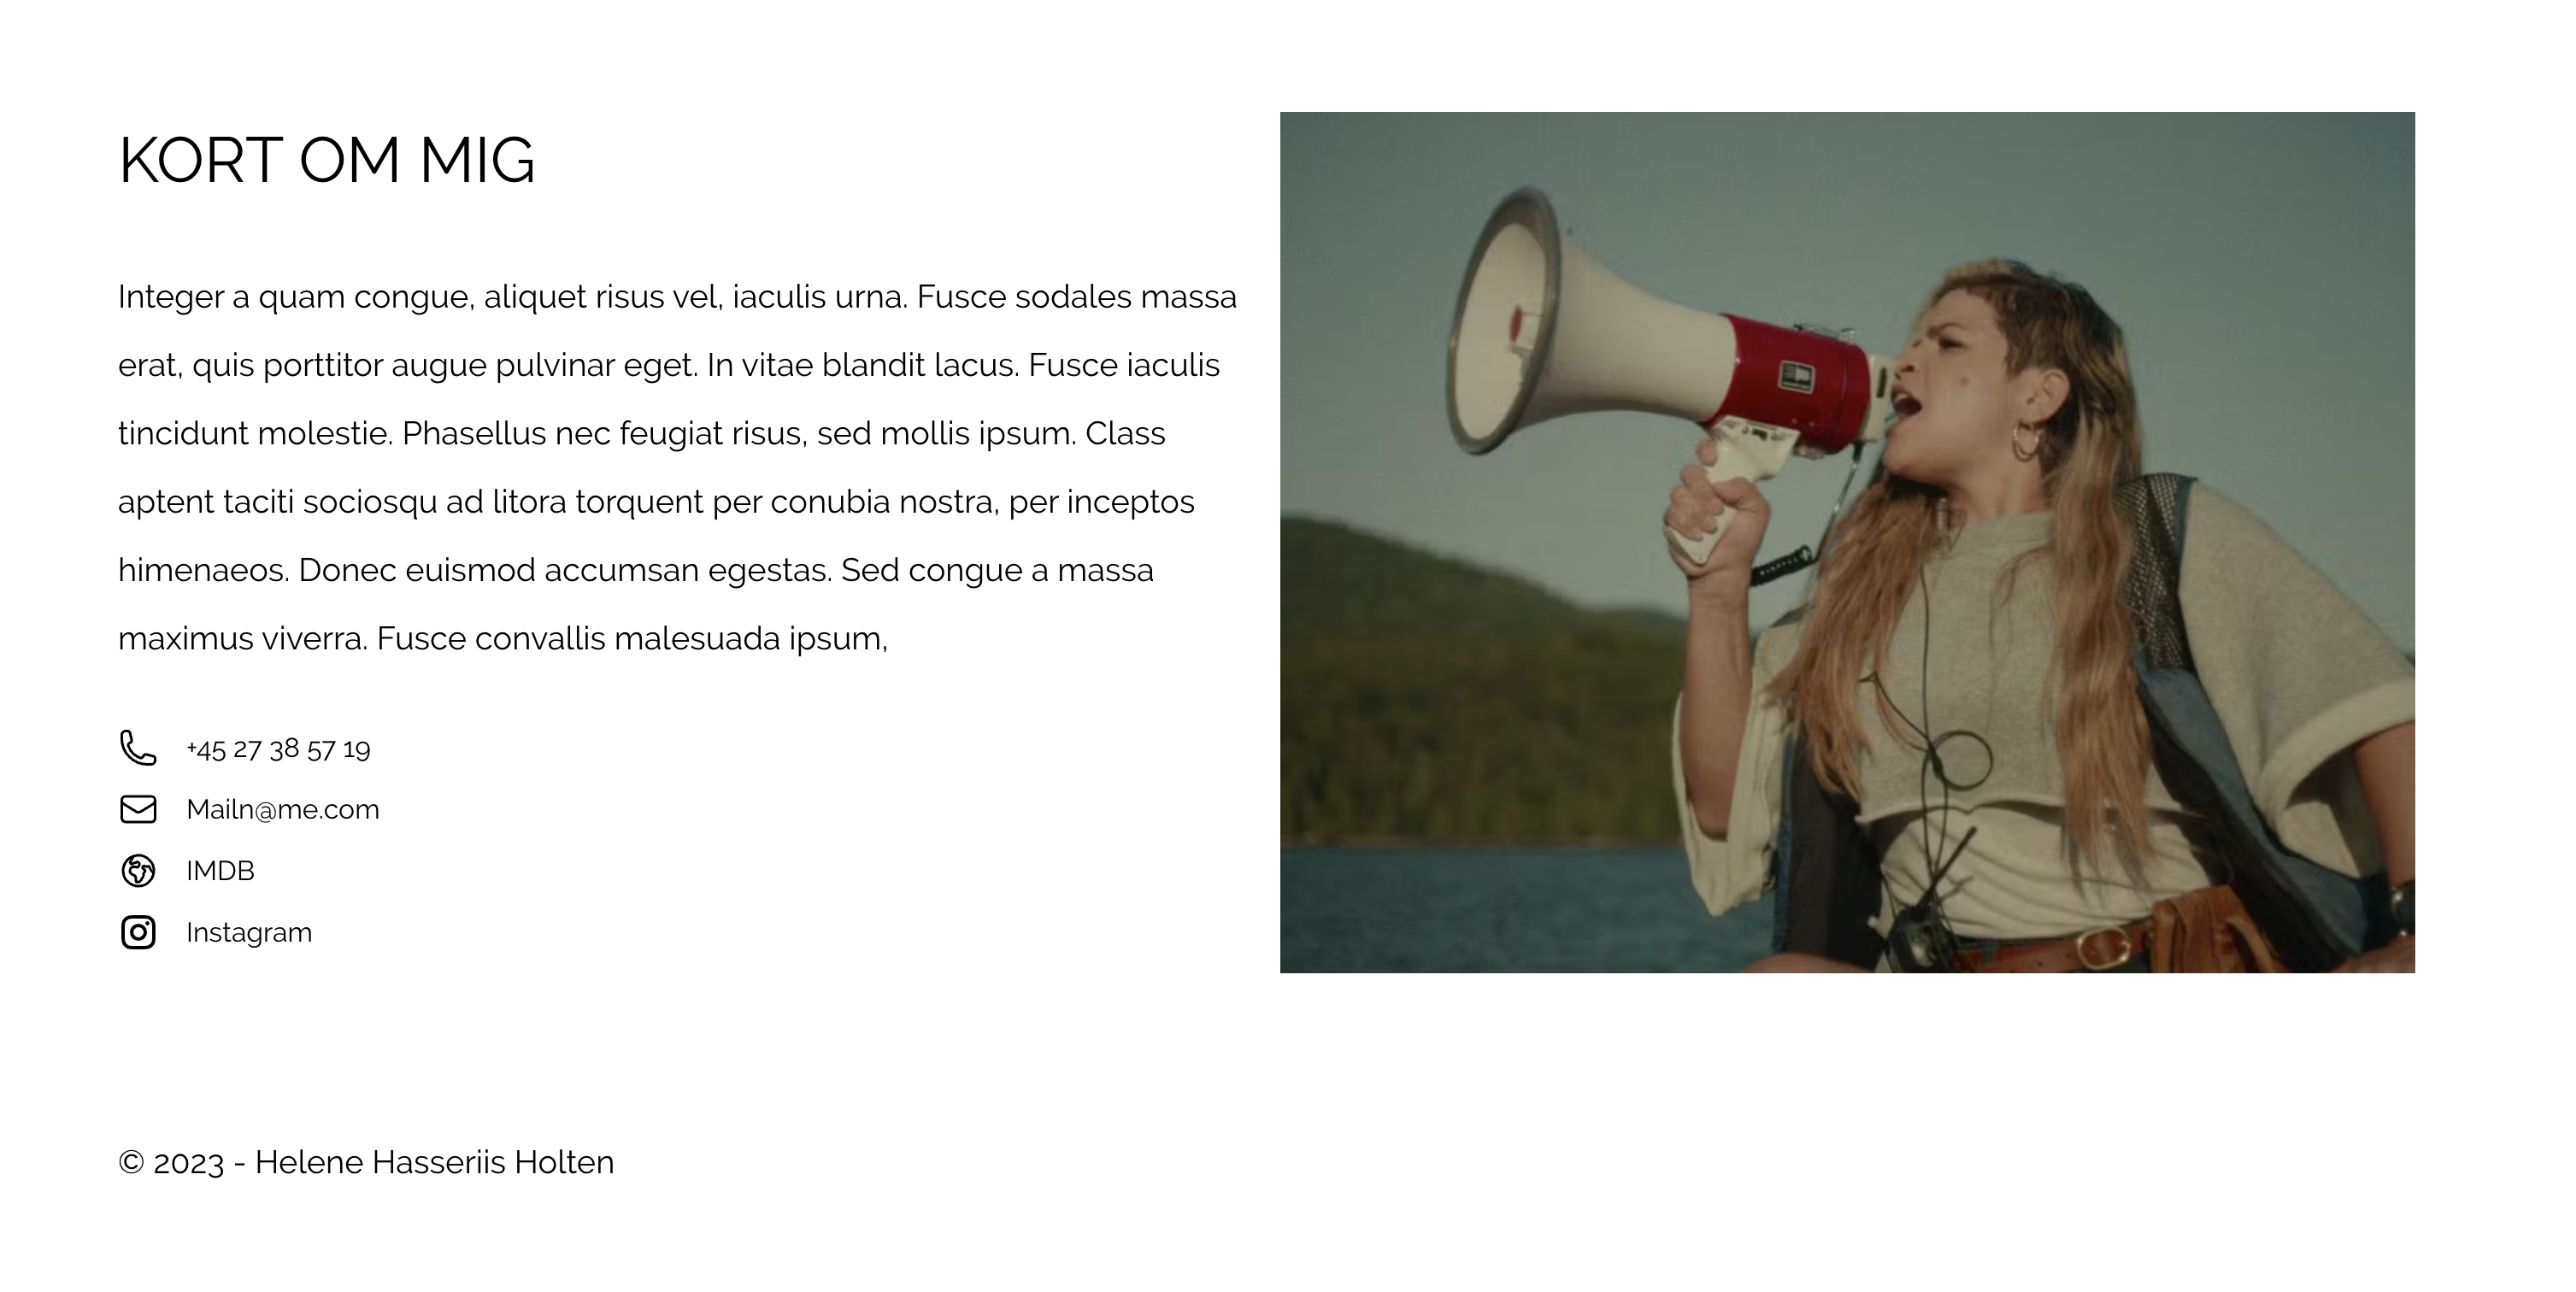 KORT OM MIG
Integer a quam congue, aliquet risus vel, iaculis urna. Fusce sodales massa
erat, quis porttitor augue pulvinar eget. In vitae blandit lacus. Fusce iaculis
tincidunt molestie. Phasellus nec feugiat risus, sed mollis ipsum. Class
aptent taciti sociosqu ad litora torquent per conubia nostra, per inceptos
himenaeos. Donec euismod accumsan egestas. Sed congue a massa
maximus viverra. Fusce convallis malesuada ipsum,
+45 27 38 57 19
Mailn@me.com
IMDB
Instagram
© 2023 - Helene Hasseriis Holten